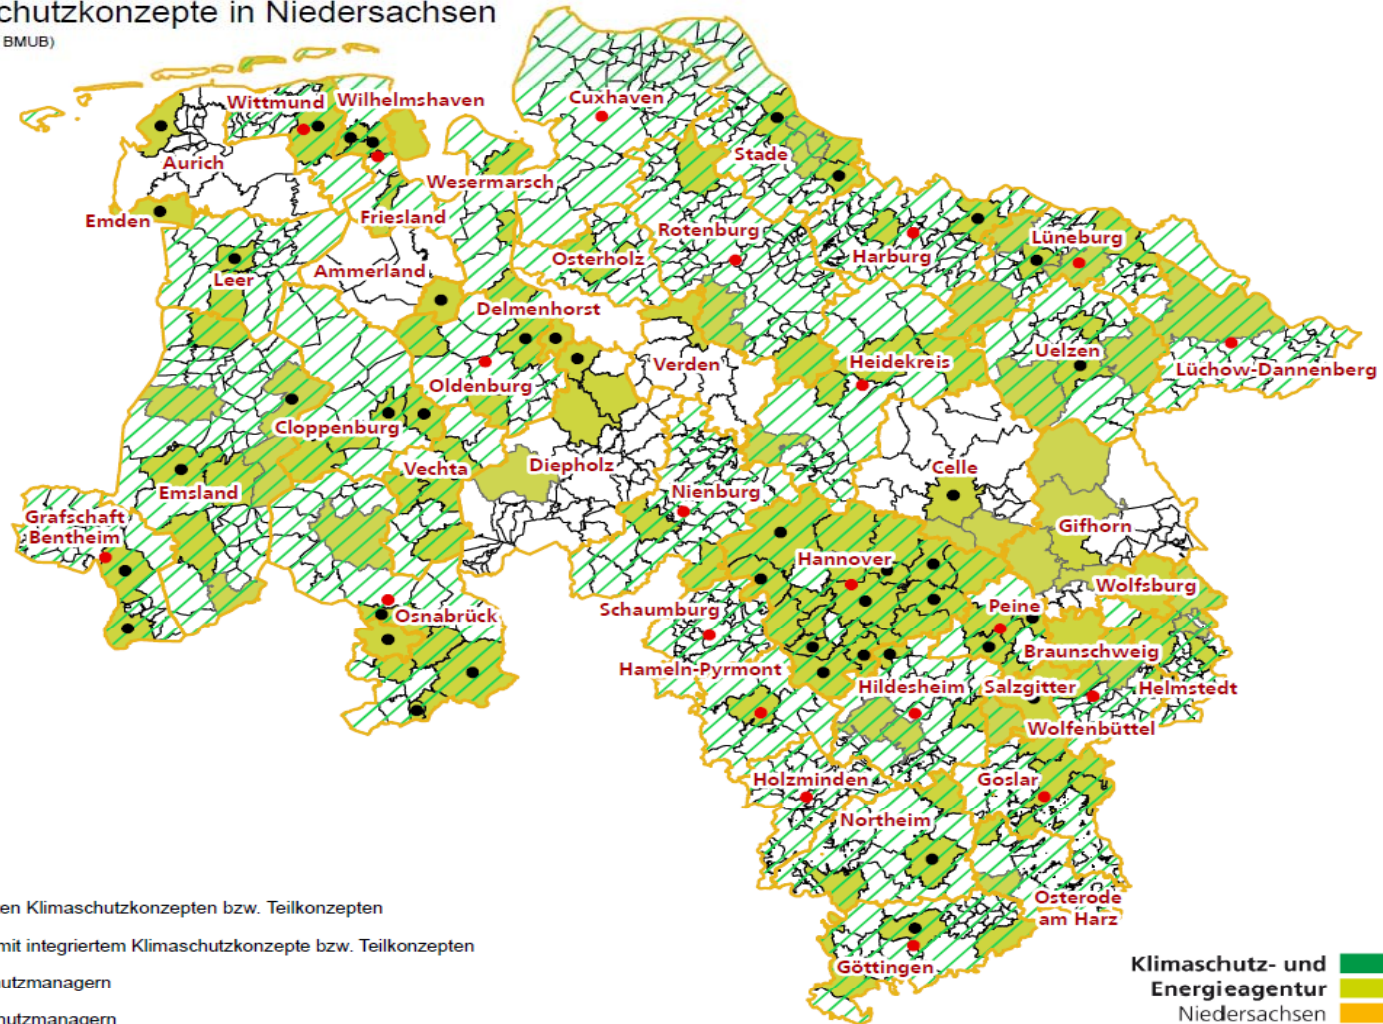 chutzkonzepte in Niedersachsen
BMUB)
Wittmund
Wilhelmshaven
Cuxhaven
Aurich
Stade
Wesermarsch
Emden
Friesland
Rotenburg
Lüneburg
Osterholz
Harburg
Leer
Ammerland
Delmenhorst
Uelzen
Verden
Heidekreis
Lüchow-Dannenberg
Oldenburg
Cloppenburg
Vechta
Diepholz
Celle
Emsland
Nienburg
Grafschaft
Bentheim
Gifhorn
Hannover
Wolfsburg
Schaumburg
Peine
Osnabrück
Braunschweig
Hameln-Pyrmont
Hildesheim
Salzgitter
Helmstedt
Wolfenbüttel
Holzminden
Goslar
Northeim
Osterode
am Harz
Göttingen
en Klimaschutzkonzepten bzw. Teilkonzepten
mit integriertem Klimaschutzkonzepte bzw. Teilkonzepten
utzmanagern
hutzmanagern
Klimaschutz- und
Energieagentur
Niedersachsen